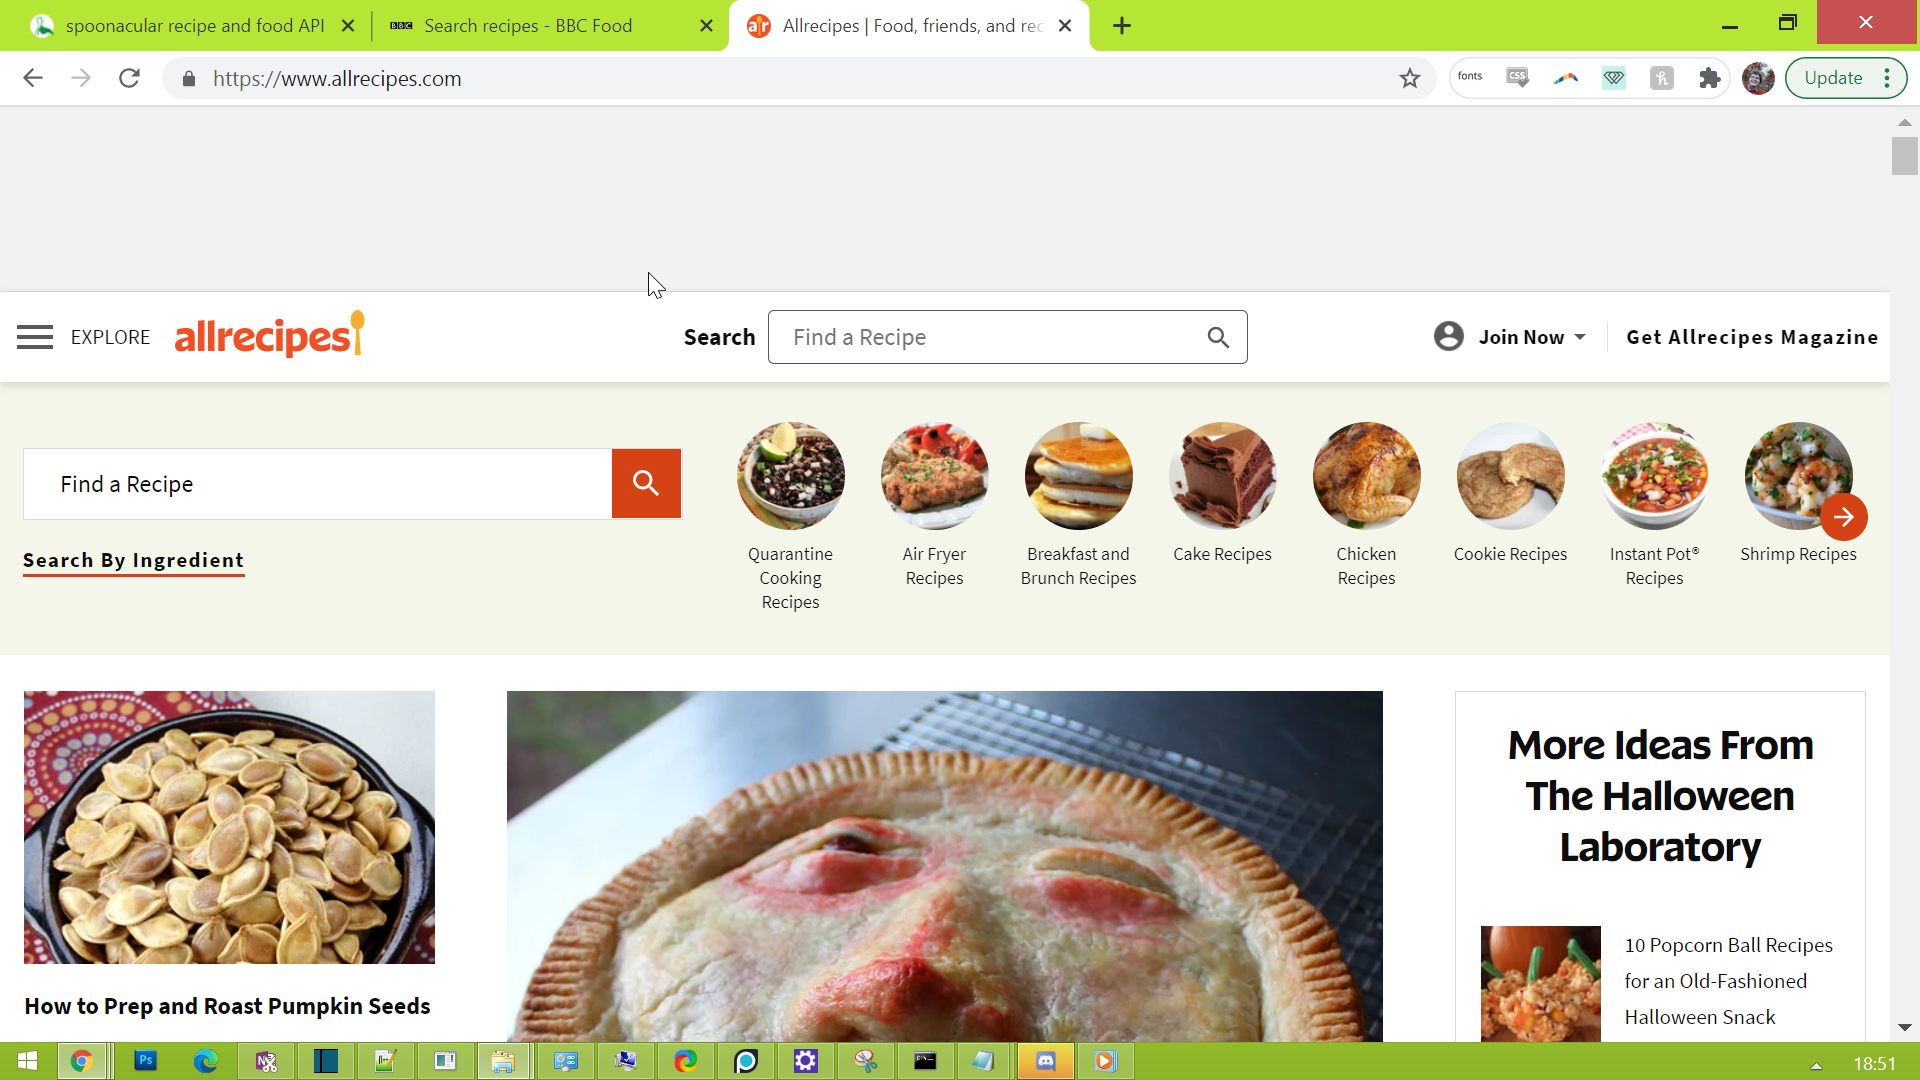 spoonacular recipe and food API
BBC
Search recipes - BBC Food
ar
Allrecipes | Food, friends, and rec
https://www.allrecipes.com
fonts
CSS
Update
EXPLORE
allrecipes
Search
Find a Recipe
Join Now
Get Allrecipes Magazine
Find a Recipe
Search By Ingredient
Quarantine
Cooking
Recipes
Air Fryer
Recipes
Breakfast and
Brunch Recipes
Cake Recipes
Chicken
Recipes
Cookie Recipes
Instant Pot®
Recipes
Shrimp Recipes
How to Prep and Roast Pumpkin Seeds
More Ideas From
The Halloween
Laboratory
10 Popcorn Ball Recipes
for an Old-Fashioned
Halloween Snack
Ps
18:51